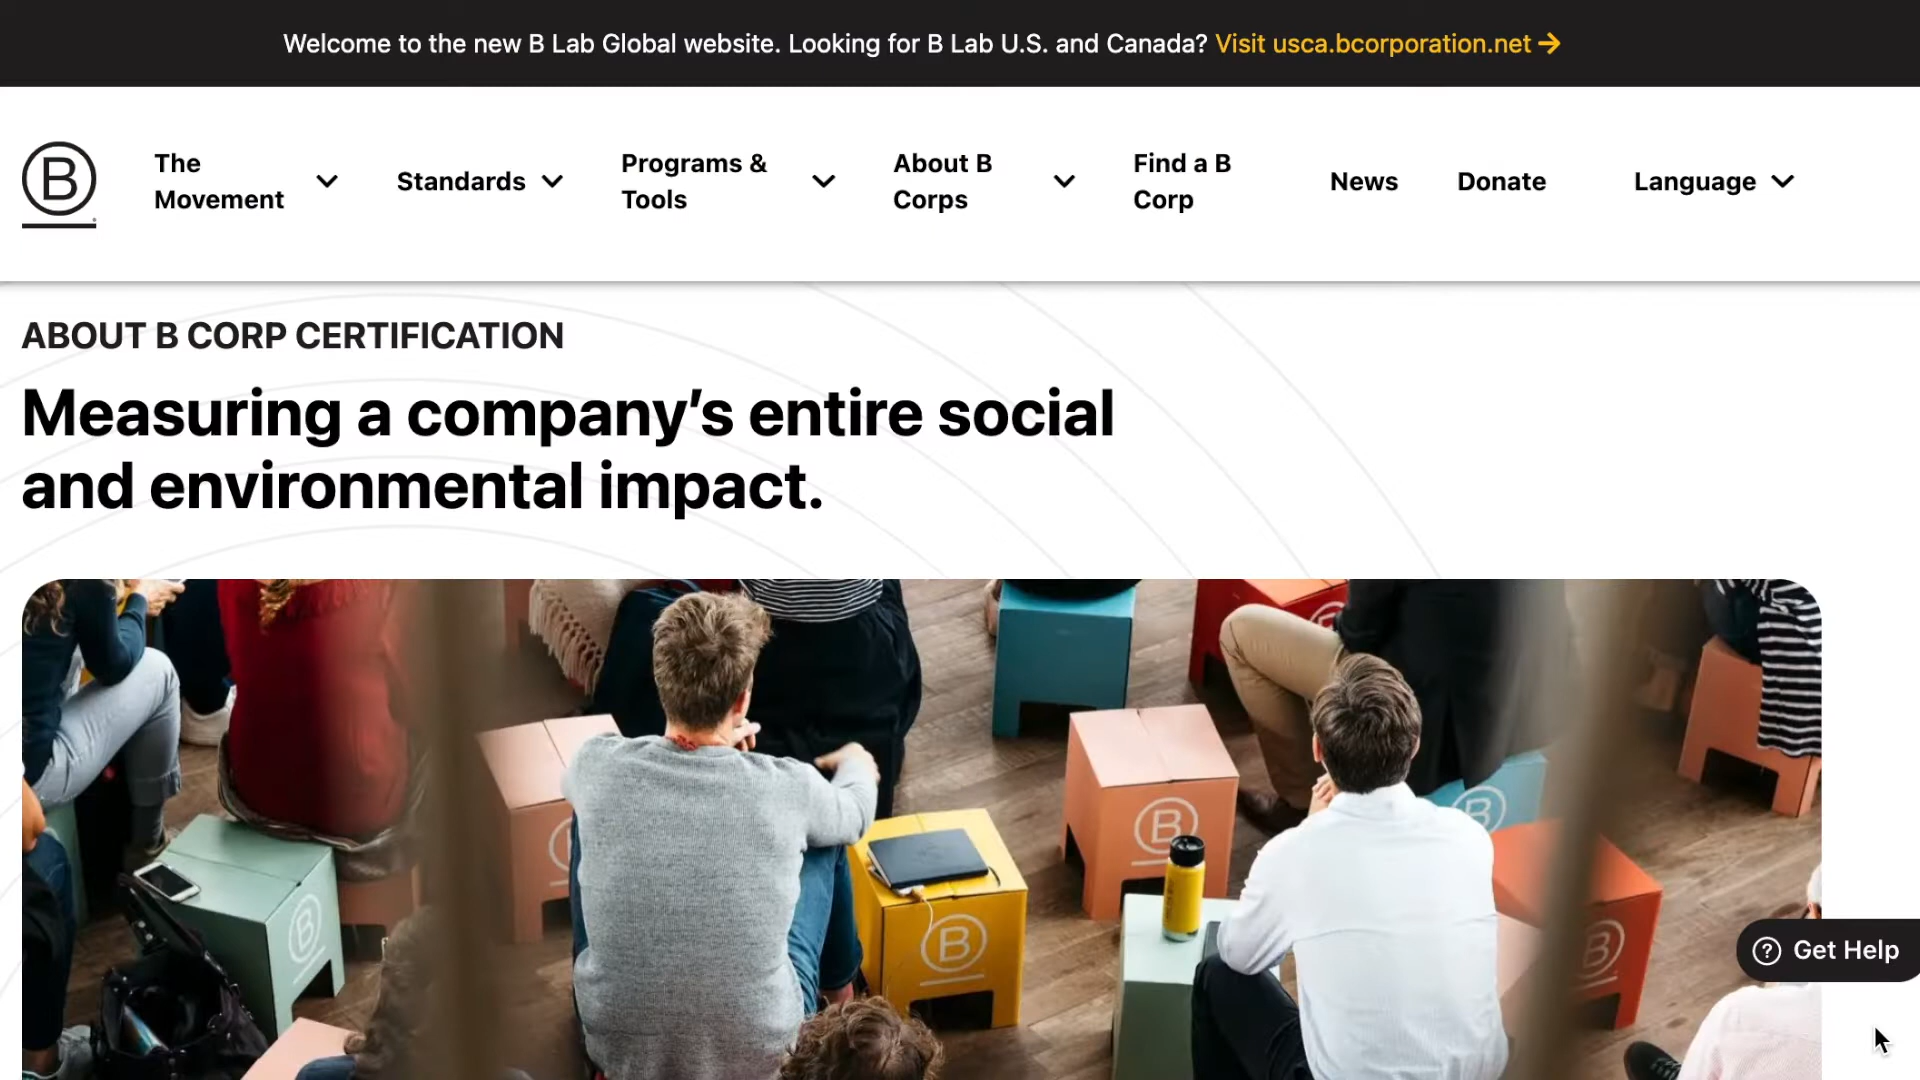 Welcome to the new B Lab Global website. Looking for B Lab U.S. and Canada? Visit usca.bcorporation.net →
B
The Movement
Standards
Programs & Tools
About B Corps
Find a B Corp
News
Donate
Language
ABOUT B CORP CERTIFICATION
Measuring a company’s entire social
and environmental impact.
B
B
B
B
B
Get Help